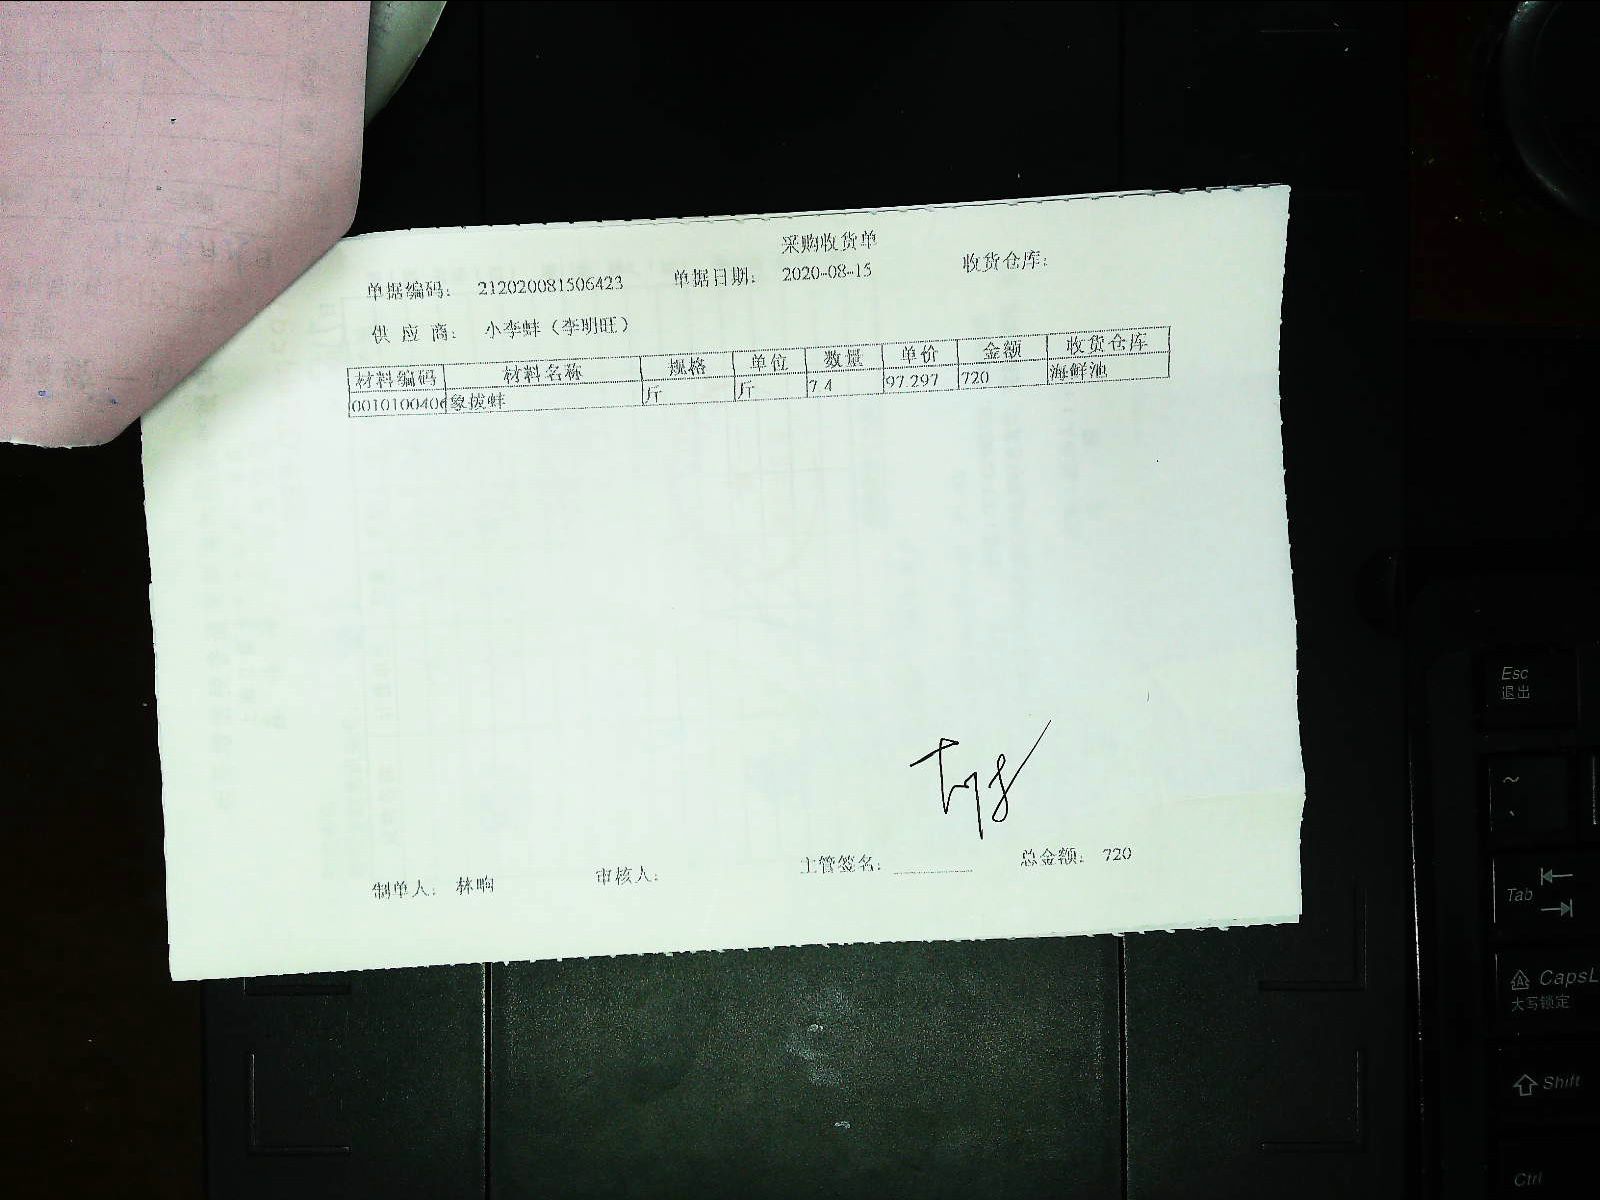 采购收货单
单据编码： 212020081506423 单据日期： 2020-08-15 收货仓库：
供 应 商： 小李蚌（李明旺）
材料编码 材料名称 规格 单位 数量 单价 金额 收货仓库
0010100406 象拔蚌 斤 斤 7.4 97.297 720 海鲜池
制单人： 林晌 审核人： 主管签名： 总金额： 720
Esc
退出
~
Tab
CapsL
大写锁定
Shift
Ctrl